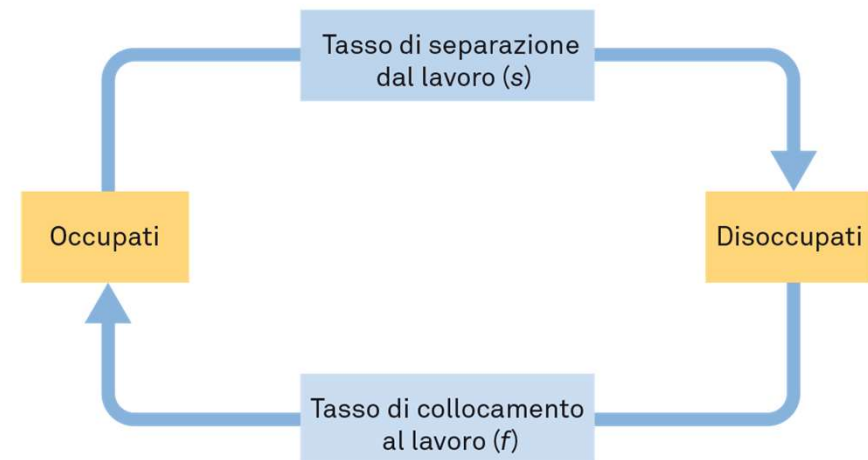 Tasso di separazione
dal lavoro (s)
Occupati
Disoccupati
Tasso di collocamento
al lavoro (f)